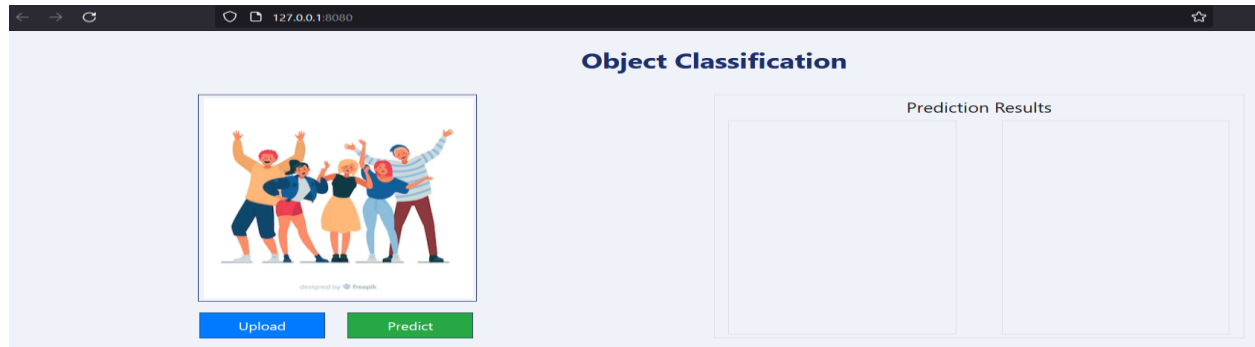 127.0.0.1:8080
Object Classification
designed by freepik
Upload
Predict
Prediction Results